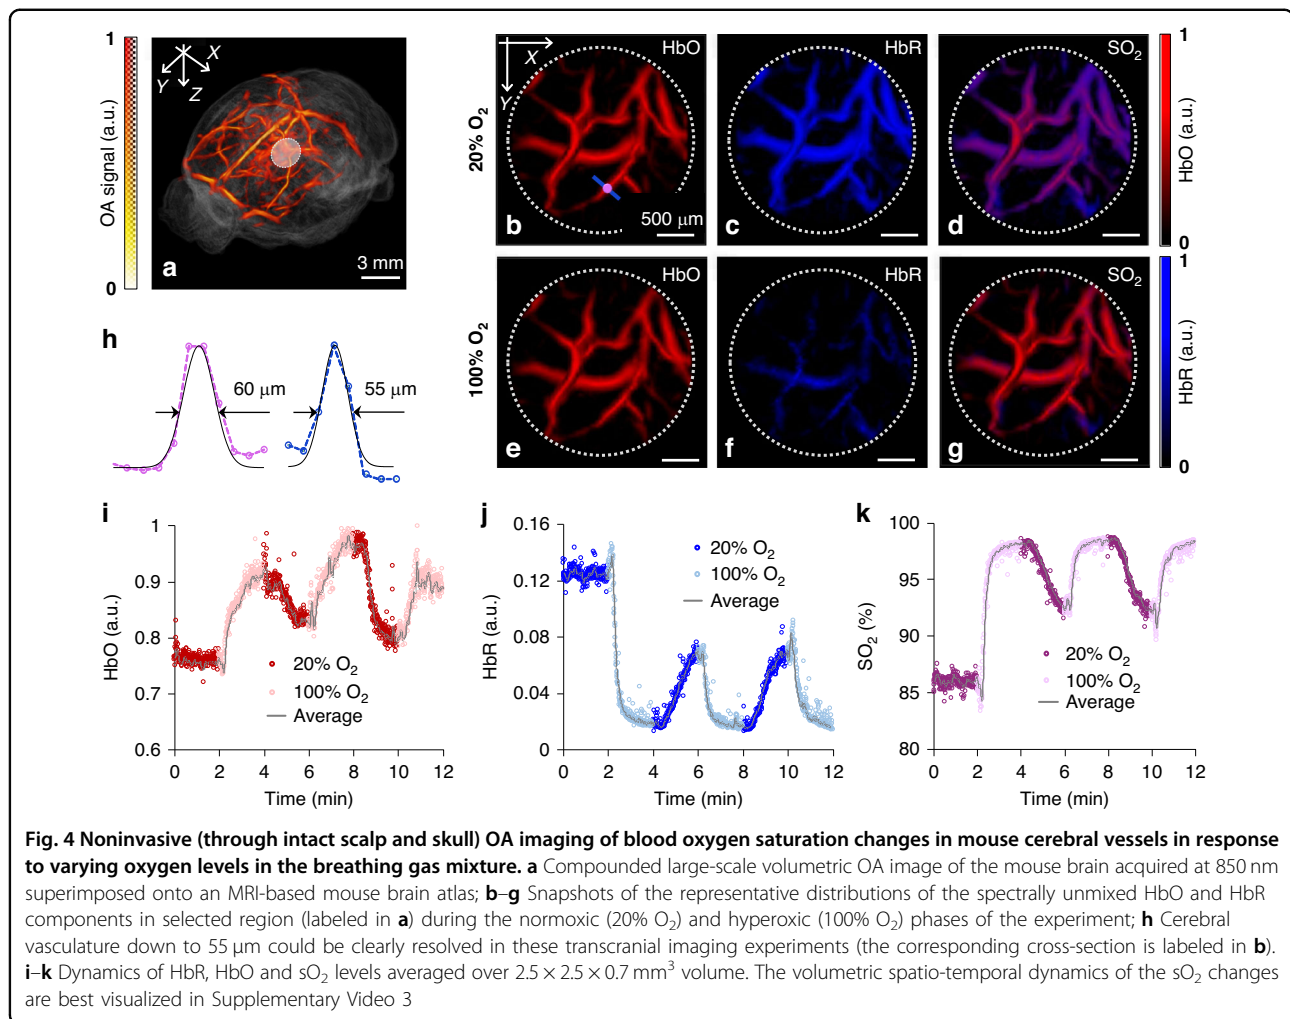 1
OA signal (a.u.)
0
X
Y
Z
a
3 mm
20% O₂
X
Y
HbO
b
500 µm
HbR
c
SO₂
d
1
HbO (a.u.)
0
100% O₂
HbO
e
HbR
f
SO₂
g
1
HbR (a.u.)
0
h
60 µm
55 µm
i
1
0.9
0.8
0.7
0.6
HbO (a.u.)
20% O₂
100% O₂
Average
0 2 4 6 8 10 12
Time (min)
j
0.16
0.12
0.08
0.04
0
HbR (a.u.)
20% O₂
100% O₂
Average
0 2 4 6 8 10 12
Time (min)
k
100
95
90
85
80
SO₂ (%)
20% O₂
100% O₂
Average
0 2 4 6 8 10 12
Time (min)
Fig. 4 Noninvasive (through intact scalp and skull) OA imaging of blood oxygen saturation changes in mouse cerebral vessels in response
to varying oxygen levels in the breathing gas mixture. a Compounded large-scale volumetric OA image of the mouse brain acquired at 850 nm
superimposed onto an MRI-based mouse brain atlas; b–g Snapshots of the representative distributions of the spectrally unmixed HbO and HbR
components in selected region (labeled in a) during the normoxic (20% O₂) and hyperoxic (100% O₂) phases of the experiment; h Cerebral
vasculature down to 55 µm could be clearly resolved in these transcranial imaging experiments (the corresponding cross-section is labeled in b).
i–k Dynamics of HbR, HbO and sO₂ levels averaged over 2.5 × 2.5 × 0.7 mm³ volume. The volumetric spatio-temporal dynamics of the sO₂ changes
are best visualized in Supplementary Video 3